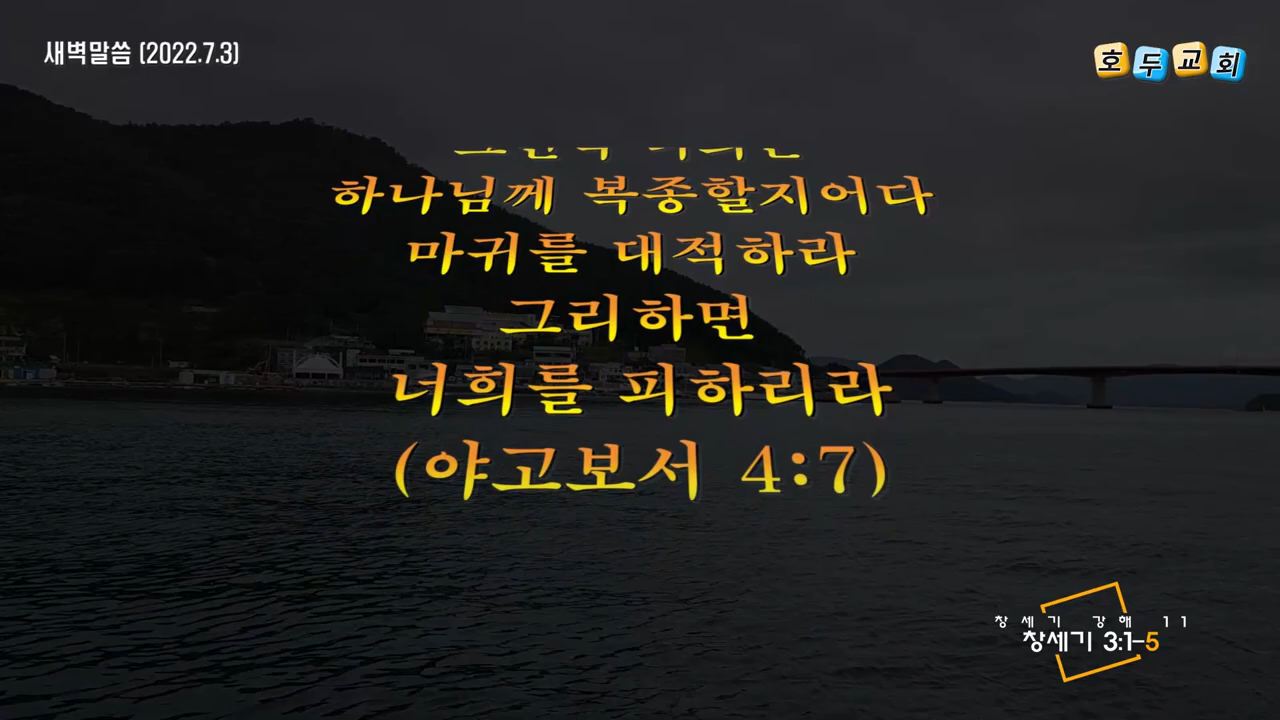 새벽말씀 (2022.7.3)
호두교회
하나님께 복종할지어다
마귀를 대적하라
그리하면
너희를 피하리라
(야고보서 4:7)
창세기 강해 11
창세기 3:1-5